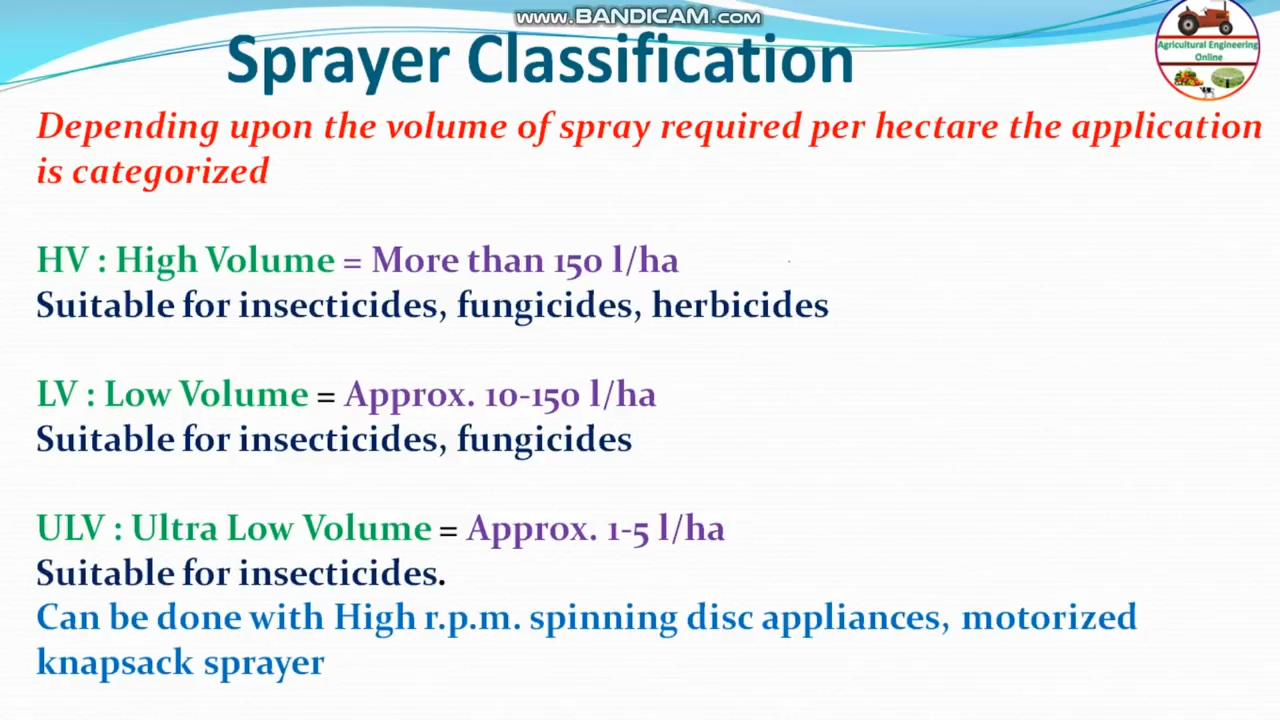 www.BANDICAM.com
Sprayer Classification
Agricultural Engineering
Online
Depending upon the volume of spray required per hectare the application
is categorized
HV : High Volume = More than 150 l/ha
Suitable for insecticides, fungicides, herbicides
LV : Low Volume = Approx. 10-150 l/ha
Suitable for insecticides, fungicides
ULV : Ultra Low Volume = Approx. 1-5 l/ha
Suitable for insecticides.
Can be done with High r.p.m. spinning disc appliances, motorized
knapsack sprayer